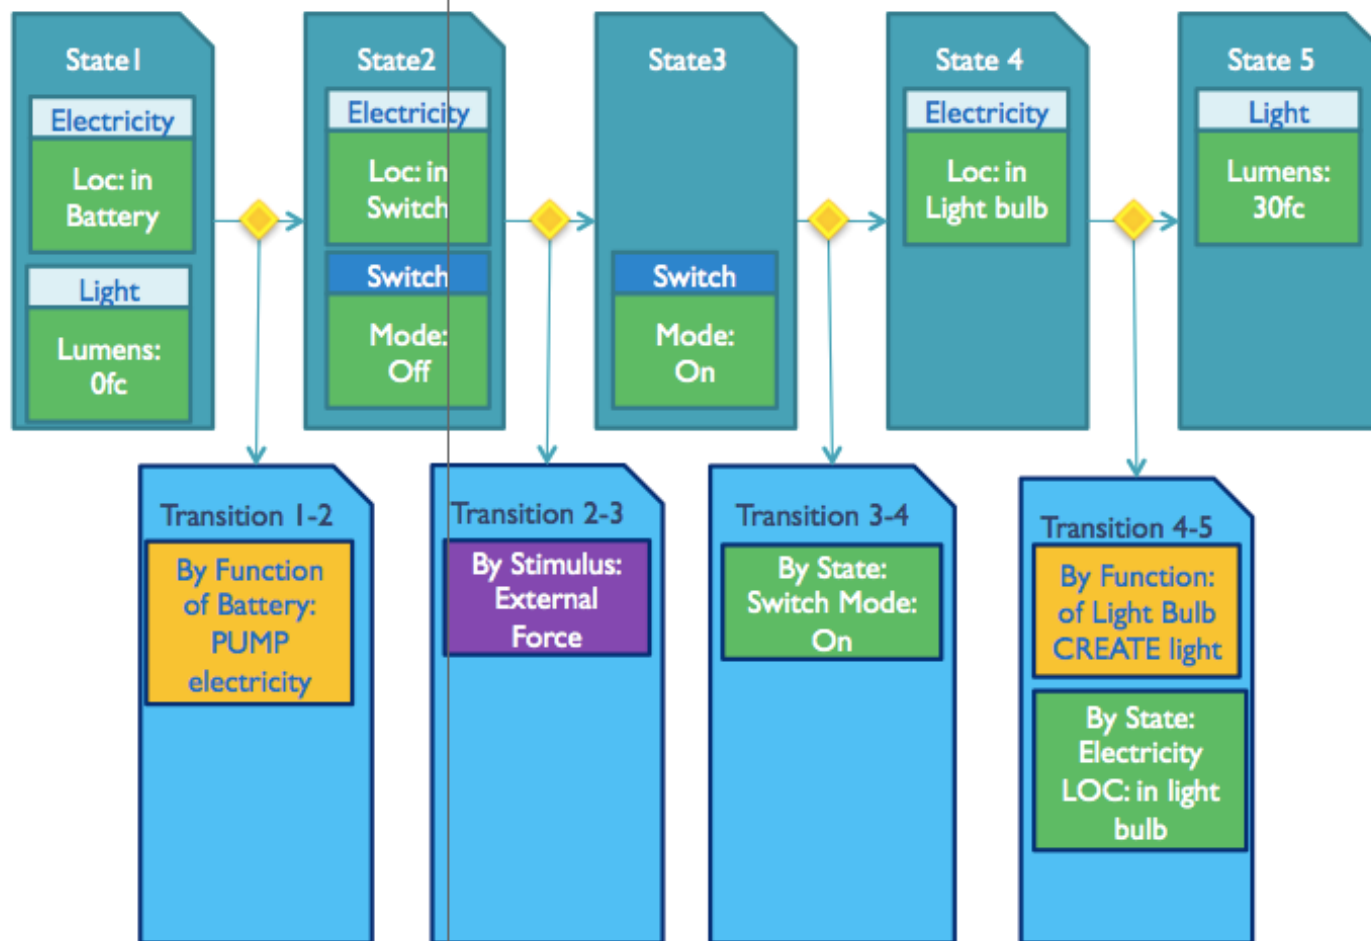 State1
Electricity
Loc: in
Battery
Light
Lumens:
0fc
State2
Electricity
Loc: in
Switch
Switch
Mode:
Off
State3
Switch
Mode:
On
State 4
Electricity
Loc: in
Light bulb
State 5
Light
Lumens:
30fc
Transition 1-2
By Function
of Battery:
PUMP
electricity
Transition 2-3
By Stimulus:
External
Force
Transition 3-4
By State:
Switch Mode:
On
Transition 4-5
By Function:
of Light Bulb
CREATE light
By State:
Electricity
LOC: in light
bulb